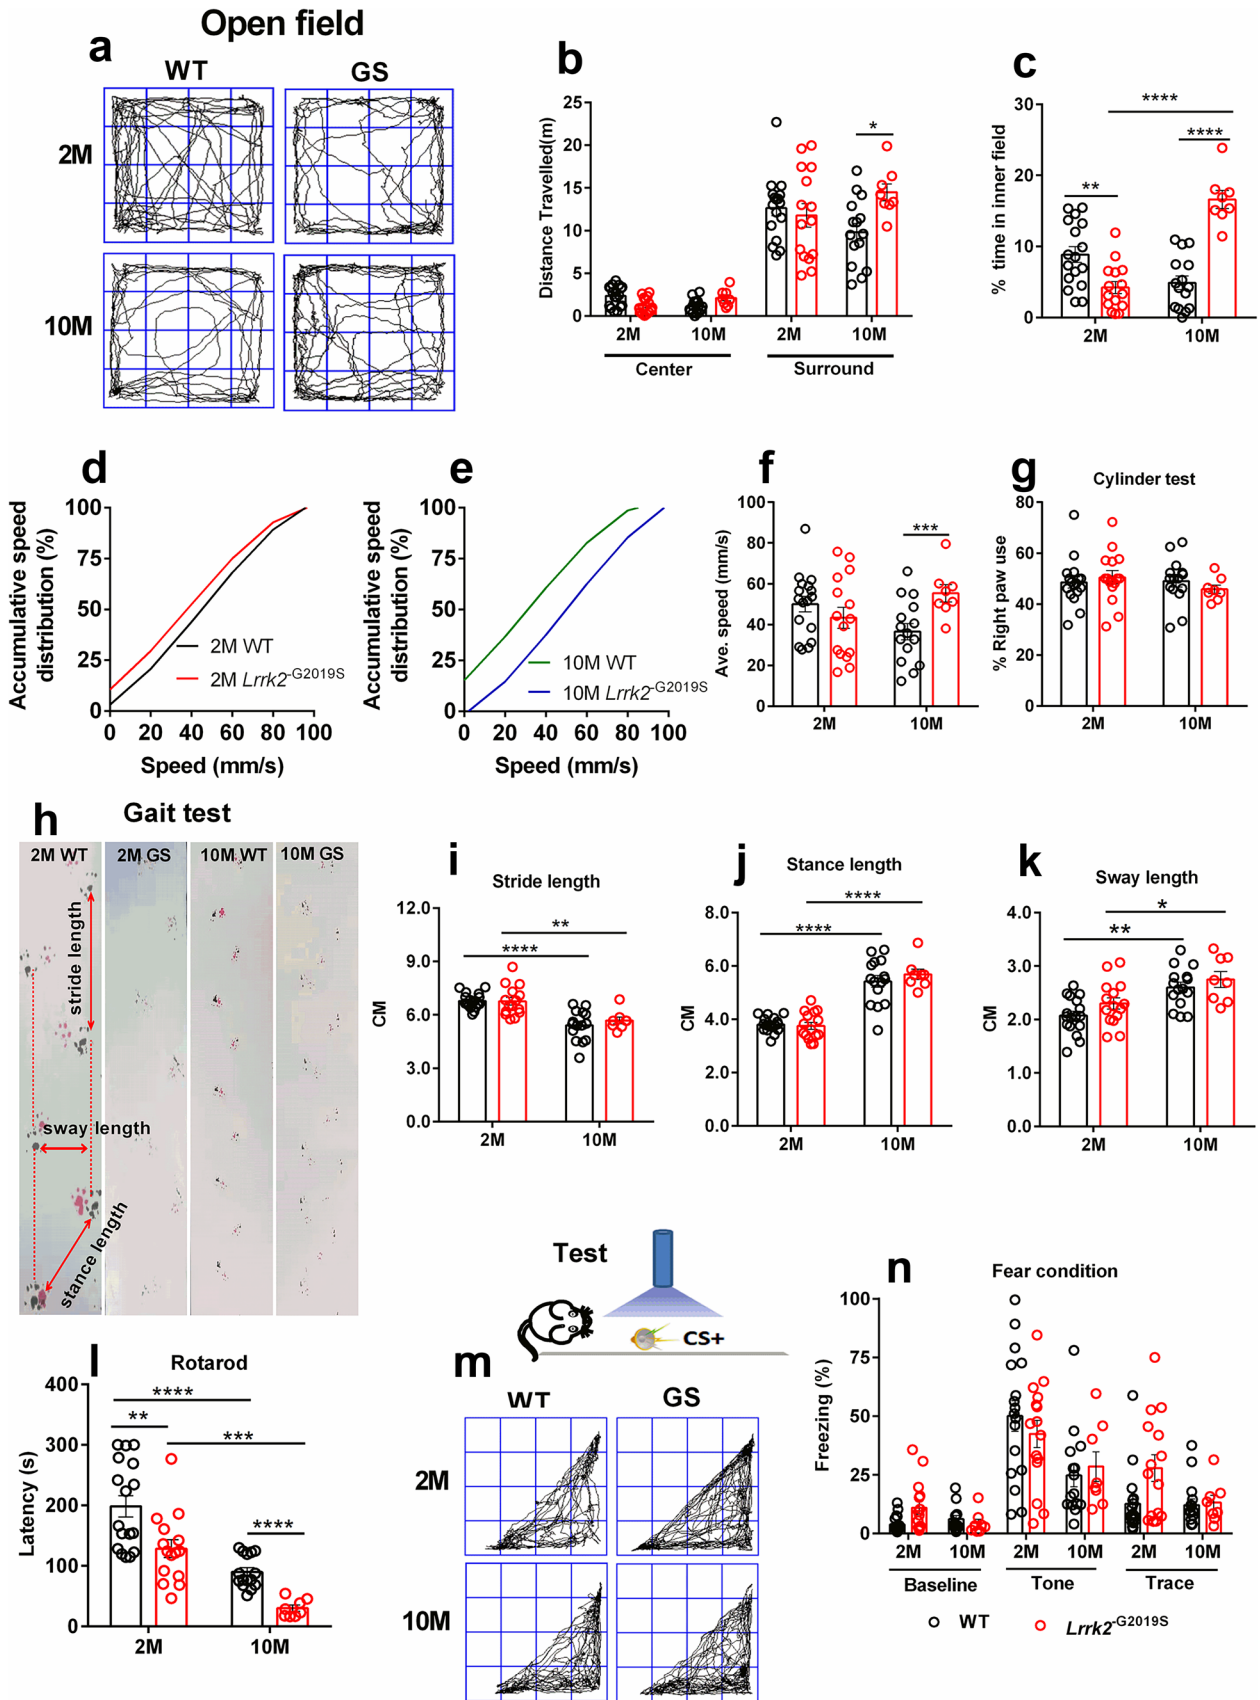 Open field
a
WT
GS
2M
10M
b
Distance Travelled(m)
25
20
15
10
5
0
*
2M
10M
2M
10M
Center
Surround
c
% time in inner field
30
20
10
0
**
****
****
2M
10M
d
Accumulative speed
distribution (%)
100
75
50
25
0
2M WT
2M Lrrk2-G2019S
0
20
40
60
80
100
Speed (mm/s)
e
Accumulative speed
distribution (%)
100
75
50
25
0
10M WT
10M Lrrk2-G2019S
0
20
40
60
80
100
Speed (mm/s)
f
Ave. speed (mm/s)
100
80
60
40
20
0
***
2M
10M
g
Cylinder test
% Right paw use
80
60
40
20
0
2M
10M
h
Gait test
2M WT
2M GS
10M WT
10M GS
stride length
sway length
stance length
i
Stride length
CM
12.0
9.0
6.0
3.0
0.0
**
****
2M
10M
j
Stance length
CM
8.0
6.0
4.0
2.0
0.0
****
****
2M
10M
k
Sway length
CM
4.0
3.0
2.0
1.0
0.0
*
**
2M
10M
l
Rotarod
Latency (s)
400
300
200
100
0
****
**
***
****
2M
10M
Test
CS+
m
WT
GS
2M
10M
n
Fear condition
Freezing (%)
100
75
50
25
0
2M
10M
2M
10M
2M
10M
Baseline
Tone
Trace
WT
Lrrk2-G2019S